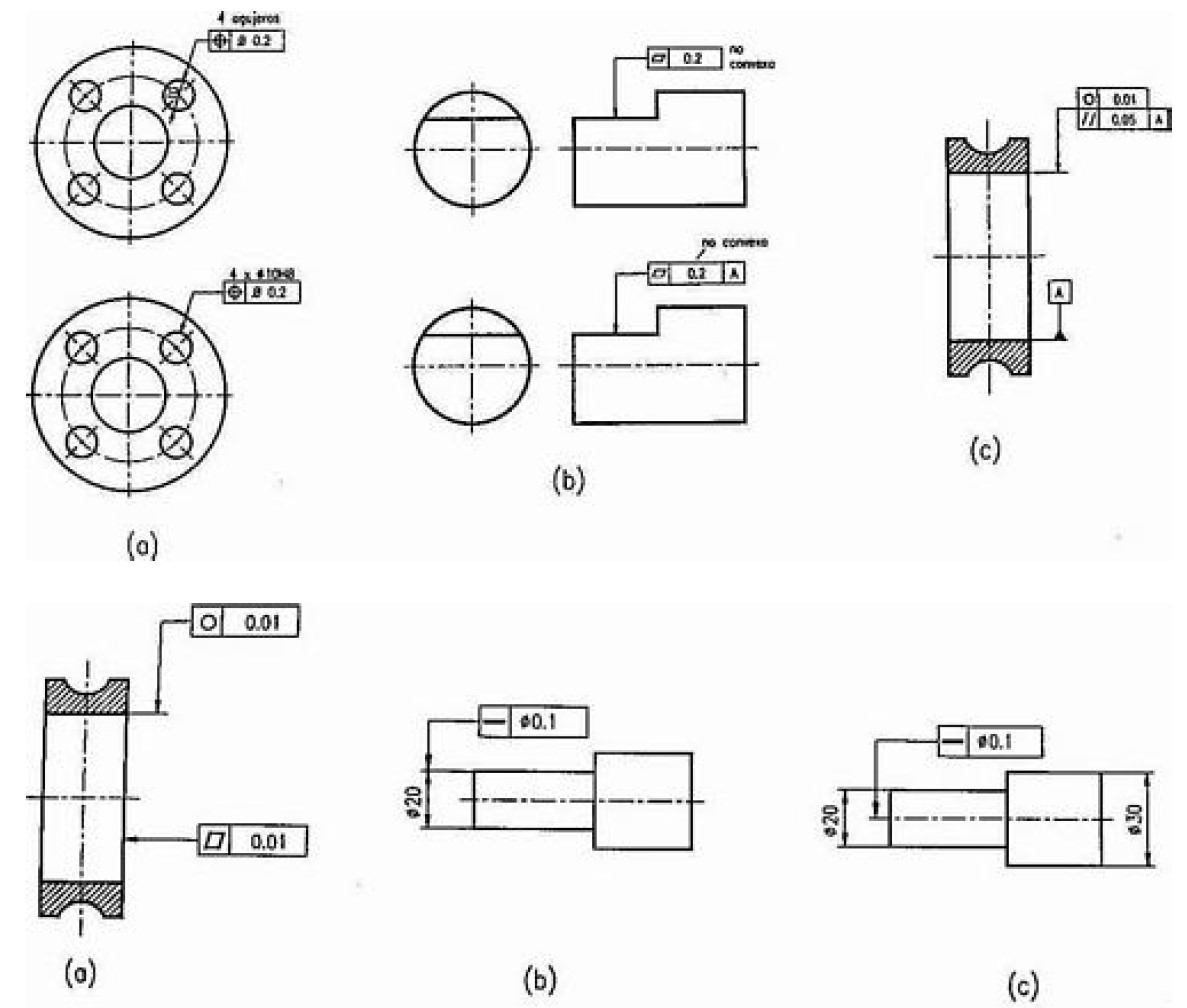 4 agujeros
⌖ Ø 0.2
4 x Ø10H8
⌖ Ø 0.2
(a)
⏥ 0.2 no
convexo
no convexo
⏥ 0.2 A
(b)
○ 0.01
// 0.05 A
A
(c)
○ 0.01
⏥ 0.01
(a)
— Ø0.1
Ø20
(b)
— Ø0.1
Ø20
Ø30
(c)